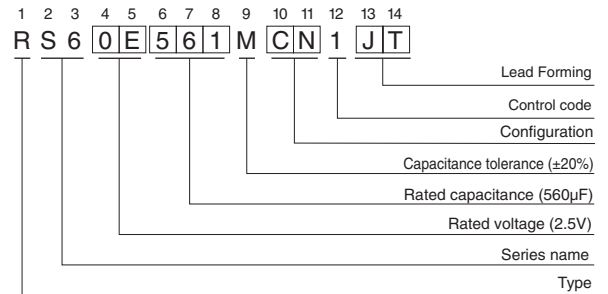 1 2 3 4 5 6 7 8 9 10 11 12 13 14
R S 6 0 E 5 6 1 M C N 1 J T
Lead Forming
Control code
Configuration
Capacitance tolerance (±20%)
Rated capacitance (560µF)
Rated voltage (2.5V)
Series name
Type